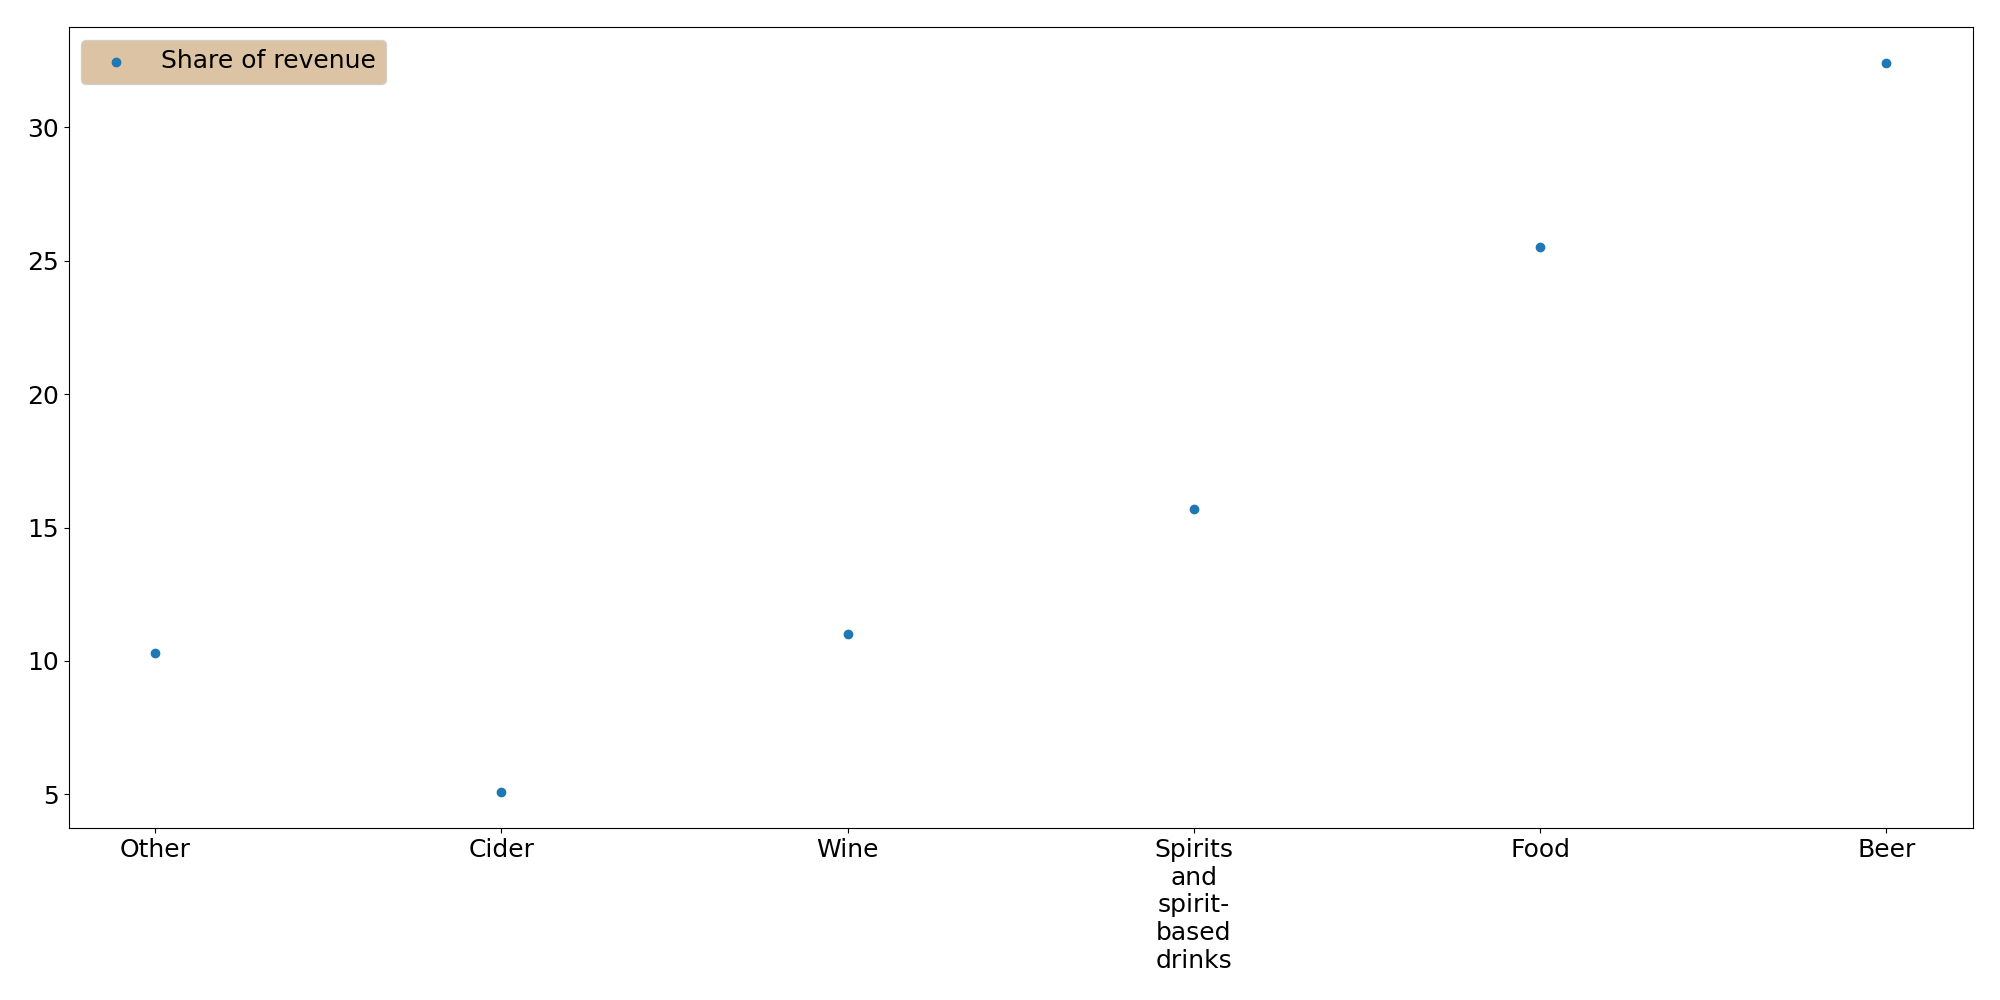 Share of revenue
30
25
20
15
10
5
Other Cider Wine Spirits Food Beer
and
spirit-
based
drinks